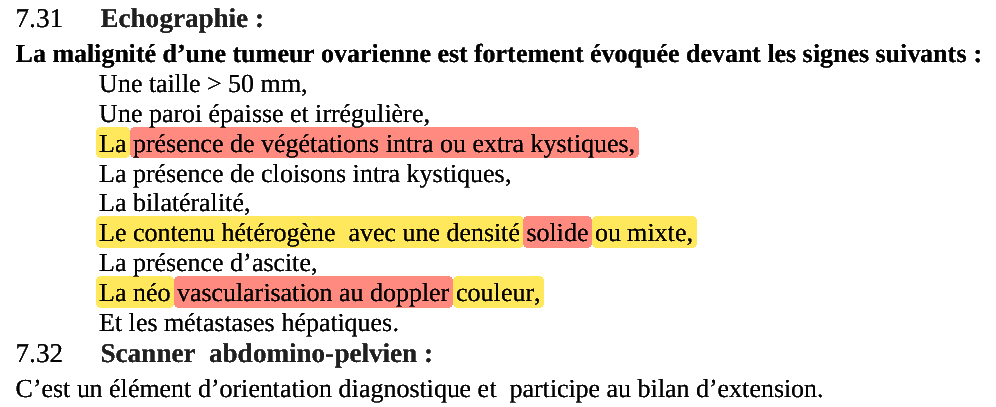 7.31 Echographie :
La malignité d’une tumeur ovarienne est fortement évoquée devant les signes suivants :
Une taille > 50 mm,
Une paroi épaisse et irrégulière,
La présence de végétations intra ou extra kystiques,
La présence de cloisons intra kystiques,
La bilatéralité,
Le contenu hétérogène avec une densité solide ou mixte,
La présence d’ascite,
La néo vascularisation au doppler couleur,
Et les métastases hépatiques.
7.32 Scanner abdomino-pelvien :
C’est un élément d’orientation diagnostique et participe au bilan d’extension.